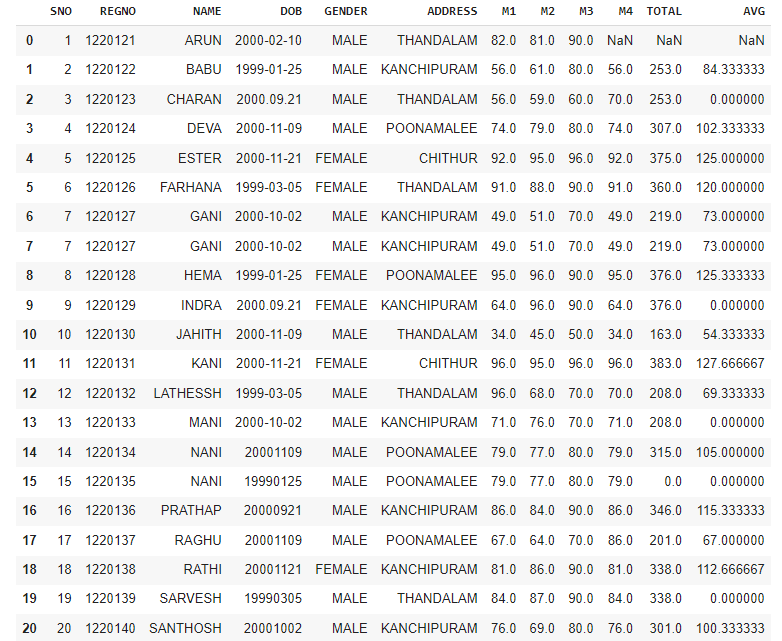 SNO REGNO NAME DOB GENDER ADDRESS M1 M2 M3 M4 TOTAL AVG
0 1 1220121 ARUN 2000-02-10 MALE THANDALAM 82.0 81.0 90.0 NaN NaN NaN
1 2 1220122 BABU 1999-01-25 MALE KANCHIPURAM 56.0 61.0 80.0 56.0 253.0 84.333333
2 3 1220123 CHARAN 2000.09.21 MALE THANDALAM 56.0 59.0 60.0 70.0 253.0 0.000000
3 4 1220124 DEVA 2000-11-09 MALE POONAMALEE 74.0 79.0 80.0 74.0 307.0 102.333333
4 5 1220125 ESTER 2000-11-21 FEMALE CHITHUR 92.0 95.0 96.0 92.0 375.0 125.000000
5 6 1220126 FARHANA 1999-03-05 FEMALE THANDALAM 91.0 88.0 90.0 91.0 360.0 120.000000
6 7 1220127 GANI 2000-10-02 MALE KANCHIPURAM 49.0 51.0 70.0 49.0 219.0 73.000000
7 7 1220127 GANI 2000-10-02 MALE KANCHIPURAM 49.0 51.0 70.0 49.0 219.0 73.000000
8 8 1220128 HEMA 1999-01-25 FEMALE POONAMALEE 95.0 96.0 90.0 95.0 376.0 125.333333
9 9 1220129 INDRA 2000.09.21 FEMALE KANCHIPURAM 64.0 96.0 90.0 64.0 376.0 0.000000
10 10 1220130 JAHITH 2000-11-09 MALE THANDALAM 34.0 45.0 50.0 34.0 163.0 54.333333
11 11 1220131 KANI 2000-11-21 FEMALE CHITHUR 96.0 95.0 96.0 96.0 383.0 127.666667
12 12 1220132 LATHESSH 1999-03-05 MALE THANDALAM 96.0 68.0 70.0 70.0 208.0 69.333333
13 13 1220133 MANI 2000-10-02 MALE KANCHIPURAM 71.0 76.0 70.0 71.0 208.0 0.000000
14 14 1220134 NANI 20001109 MALE POONAMALEE 79.0 77.0 80.0 79.0 315.0 105.000000
15 15 1220135 NANI 19990125 MALE POONAMALEE 79.0 77.0 80.0 79.0 0.0 0.000000
16 16 1220136 PRATHAP 20000921 MALE KANCHIPURAM 86.0 84.0 90.0 86.0 346.0 115.333333
17 17 1220137 RAGHU 20001109 MALE POONAMALEE 67.0 64.0 70.0 86.0 201.0 67.000000
18 18 1220138 RATHI 20001121 FEMALE KANCHIPURAM 81.0 86.0 90.0 81.0 338.0 112.666667
19 19 1220139 SARVESH 19990305 MALE THANDALAM 84.0 87.0 90.0 84.0 338.0 0.000000
20 20 1220140 SANTHOSH 20001002 MALE KANCHIPURAM 76.0 69.0 80.0 76.0 301.0 100.333333